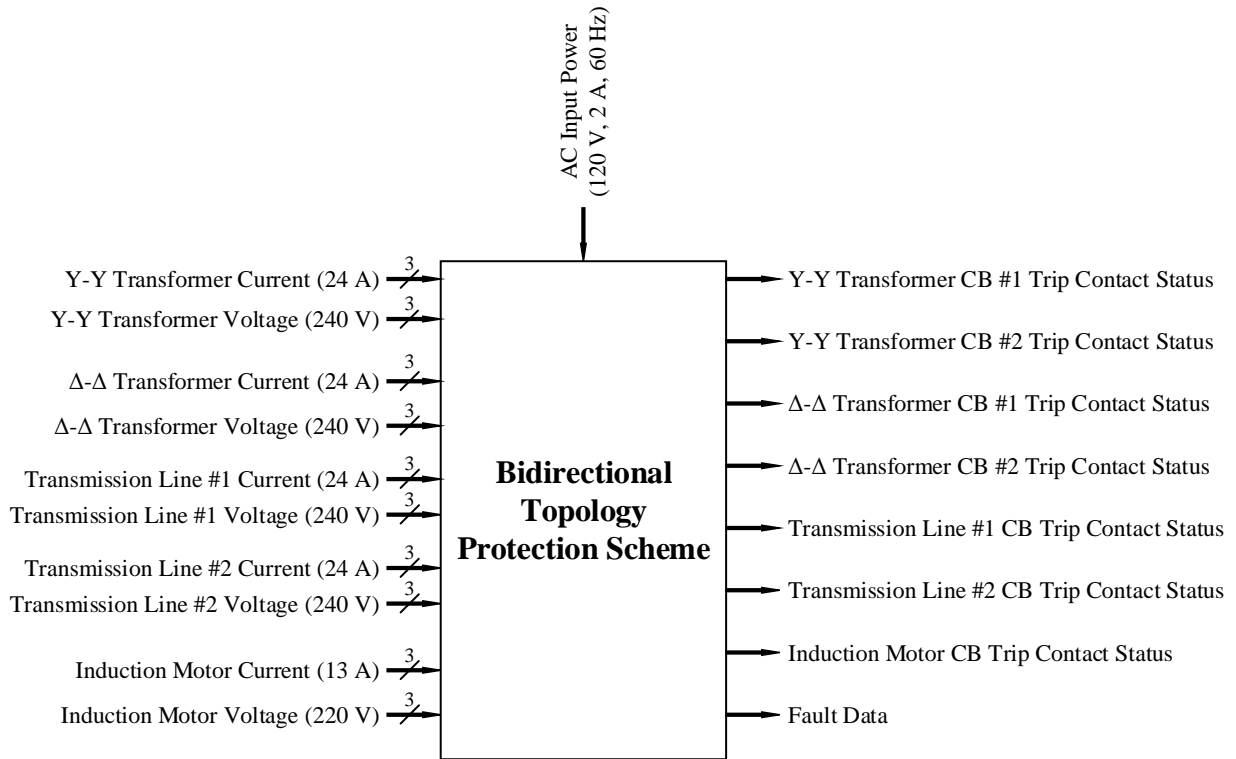 AC Input Power
(120 V, 2 A, 60 Hz)
3
Y-Y Transformer Current (24 A)
3
Y-Y Transformer Voltage (240 V)
3
Δ-Δ Transformer Current (24 A)
3
Δ-Δ Transformer Voltage (240 V)
3
Transmission Line #1 Current (24 A)
3
Transmission Line #1 Voltage (240 V)
3
Transmission Line #2 Current (24 A)
3
Transmission Line #2 Voltage (240 V)
3
Induction Motor Current (13 A)
3
Induction Motor Voltage (220 V)
Bidirectional
Topology
Protection Scheme
Y-Y Transformer CB #1 Trip Contact Status
Y-Y Transformer CB #2 Trip Contact Status
Δ-Δ Transformer CB #1 Trip Contact Status
Δ-Δ Transformer CB #2 Trip Contact Status
Transmission Line #1 CB Trip Contact Status
Transmission Line #2 CB Trip Contact Status
Induction Motor CB Trip Contact Status
Fault Data